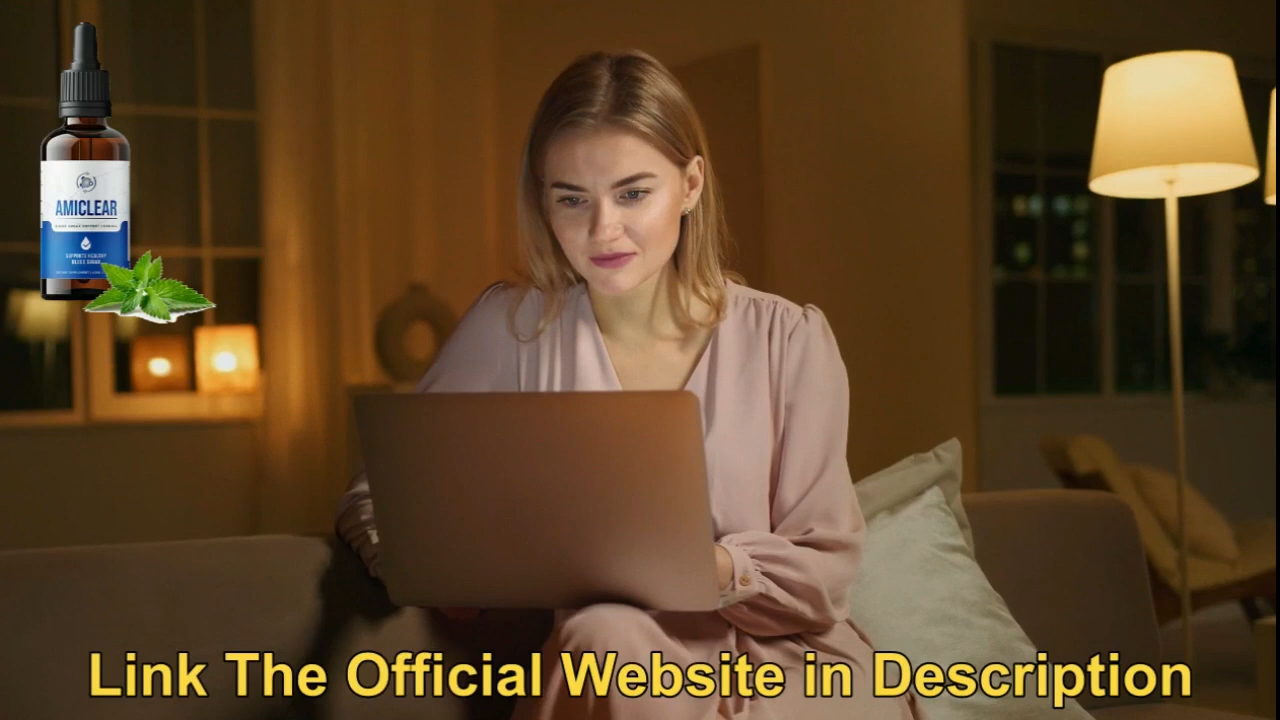 AMICLEAR
SUPPORTS HEALTHY
BLOOD SUGAR
Link The Official Website in Description